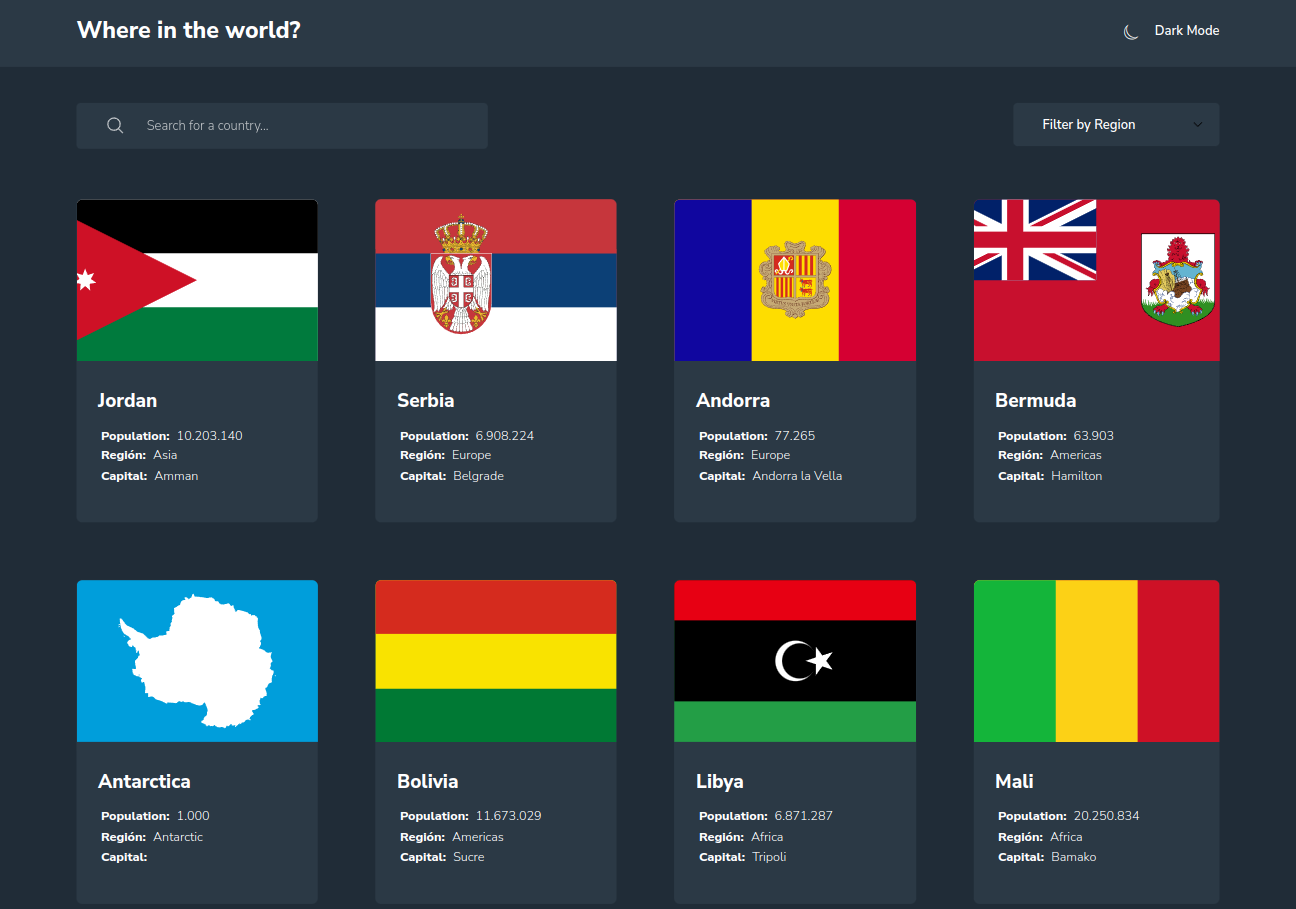 Where in the world?
Dark Mode
Search for a country...
Filter by Region
Jordan
Population: 10.203.140
Región: Asia
Capital: Amman
Serbia
Population: 6.908.224
Región: Europe
Capital: Belgrade
Andorra
Population: 77.265
Región: Europe
Capital: Andorra la Vella
Bermuda
Population: 63.903
Región: Americas
Capital: Hamilton
Antarctica
Population: 1.000
Región: Antarctic
Capital:
Bolivia
Population: 11.673.029
Región: Americas
Capital: Sucre
Libya
Population: 6.871.287
Región: Africa
Capital: Tripoli
Mali
Population: 20.250.834
Región: Africa
Capital: Bamako